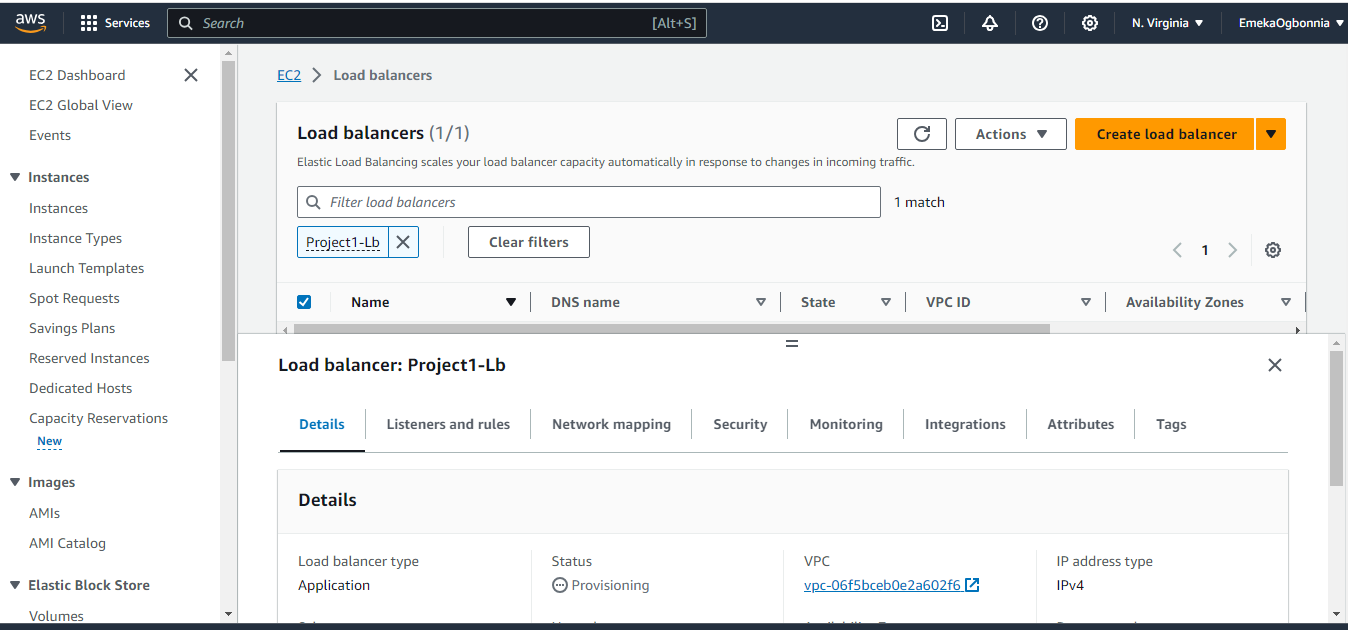 aws Services Search [Alt+S] N. Virginia EmekaOgbonnia
EC2 Dashboard
EC2 Global View
Events
Instances
Instances
Instance Types
Launch Templates
Spot Requests
Savings Plans
Reserved Instances
Dedicated Hosts
Capacity Reservations
New
Images
AMIs
AMI Catalog
Elastic Block Store
Volumes
EC2 Load balancers
Load balancers (1/1) Actions Create load balancer
Elastic Load Balancing scales your load balancer capacity automatically in response to changes in incoming traffic.
Filter load balancers 1 match
Project1-Lb Clear filters 1
Name DNS name State VPC ID Availability Zones
Load balancer: Project1-Lb
Details Listeners and rules Network mapping Security Monitoring Integrations Attributes Tags
Details
Load balancer type Status VPC IP address type
Application Provisioning vpc-06f5bceb0e2a602f6 IPv4